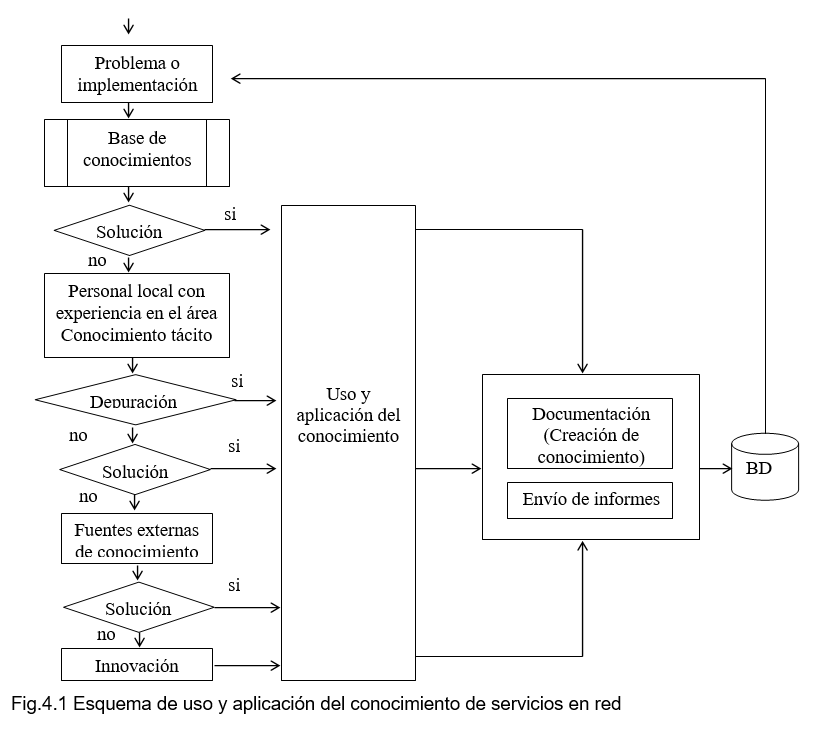 Problema o
implementación
Base de
conocimientos
si
Solución
no
Personal local con
experiencia en el área
Conocimiento tácito
si
Depuración
no
si
Solución
no
Fuentes externas
de conocimiento
si
Solución
no
Innovación
Uso y
aplicación del
conocimiento
Documentación
(Creación de
conocimiento)
Envío de informes
BD
Fig.4.1 Esquema de uso y aplicación del conocimiento de servicios en red